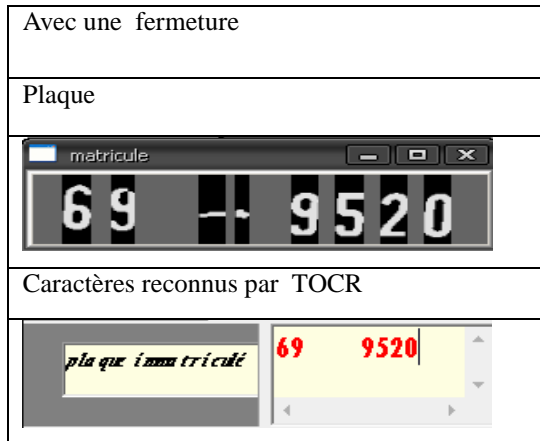 Avec une fermeture
Plaque
matricule
69 -- 9520
Caractères reconnus par TOCR
plaque immatriculé
69 9520